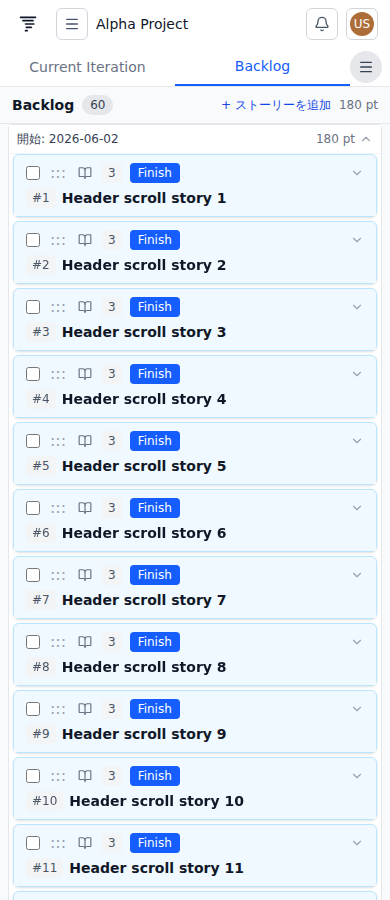 Alpha Project
US
Current Iteration
Backlog
Backlog 60 + ストーリーを追加 180 pt
開始: 2026-06-02 180 pt
3 Finish
#1 Header scroll story 1
3 Finish
#2 Header scroll story 2
3 Finish
#3 Header scroll story 3
3 Finish
#4 Header scroll story 4
3 Finish
#5 Header scroll story 5
3 Finish
#6 Header scroll story 6
3 Finish
#7 Header scroll story 7
3 Finish
#8 Header scroll story 8
3 Finish
#9 Header scroll story 9
3 Finish
#10 Header scroll story 10
3 Finish
#11 Header scroll story 11